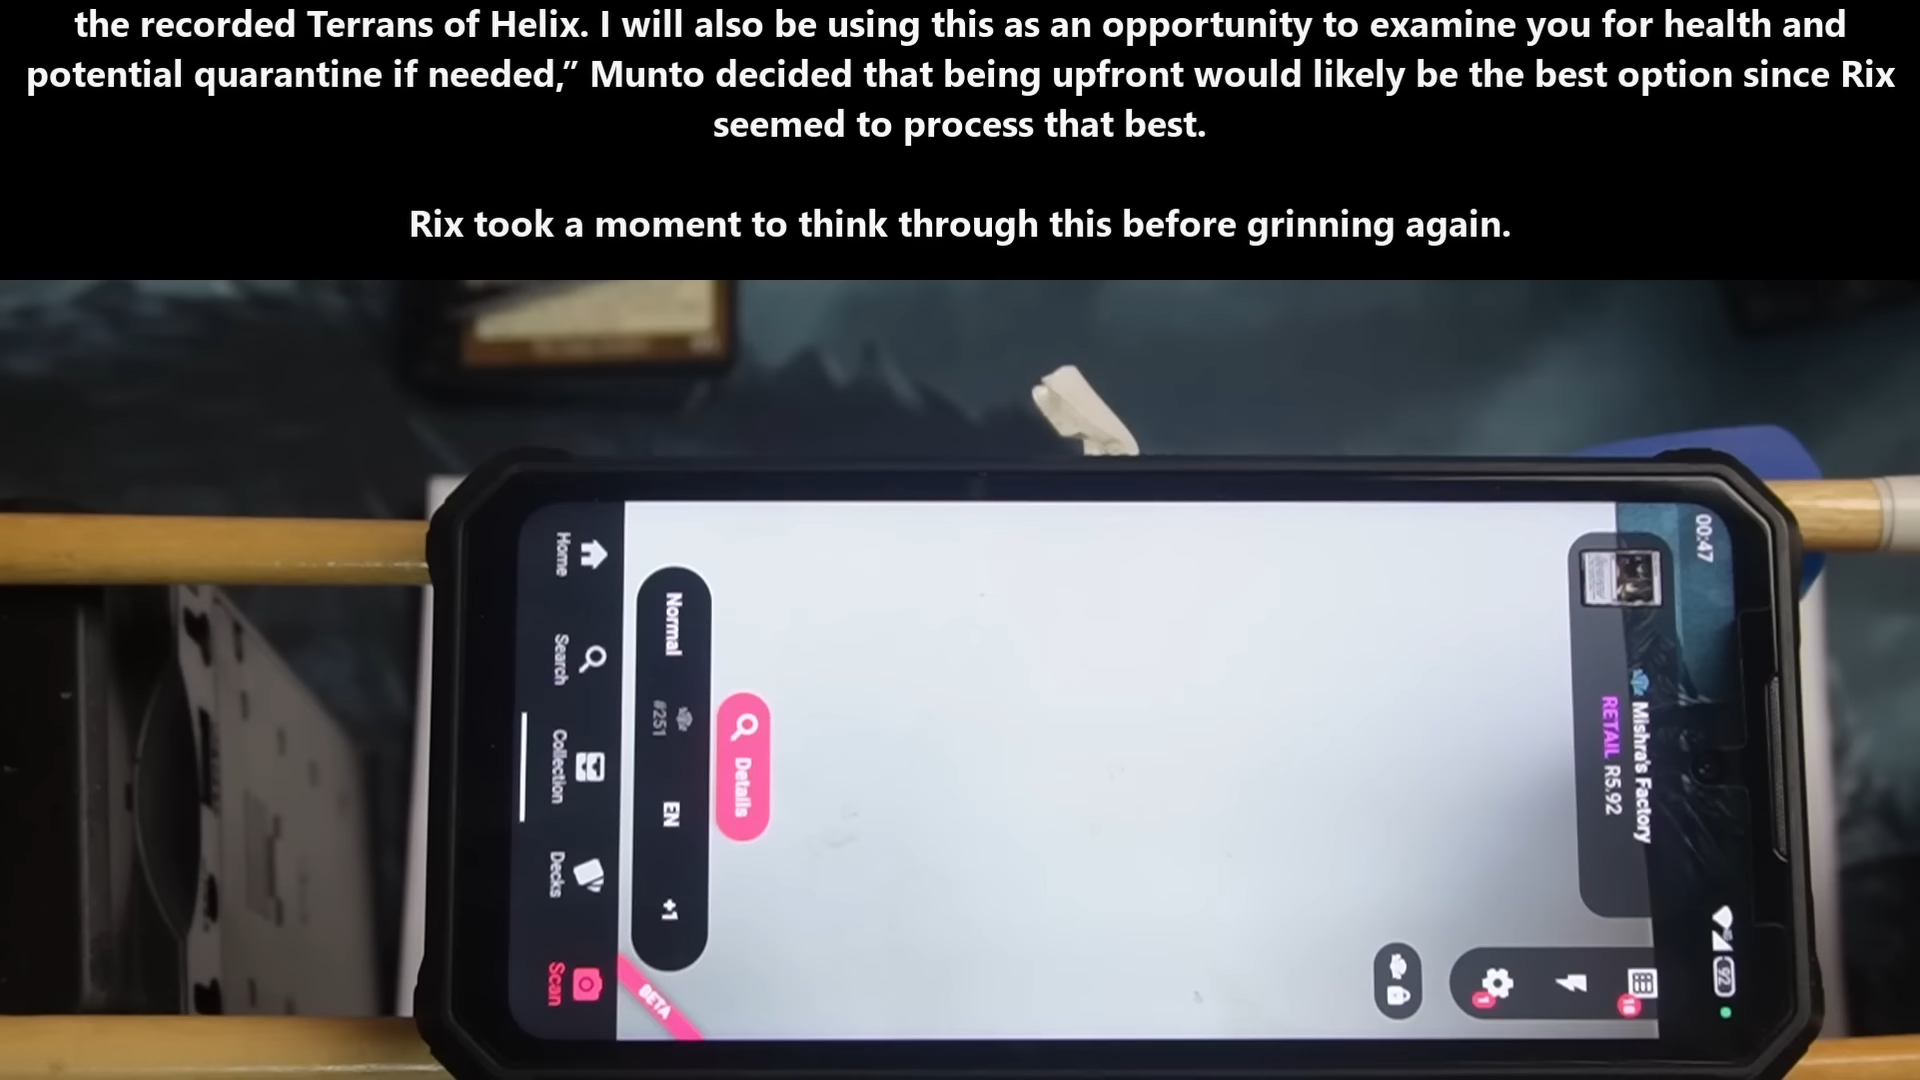 the recorded Terrans of Helix. I will also be using this as an opportunity to examine you for health and
potential quarantine if needed,” Munto decided that being upfront would likely be the best option since Rix
seemed to process that best.
Rix took a moment to think through this before grinning again.
00:47
92
Mishra's Factory
RETAIL R5.92
18
1
Details
Normal
#251
EN
+1
BETA
Home
Search
Collection
Decks
Scan